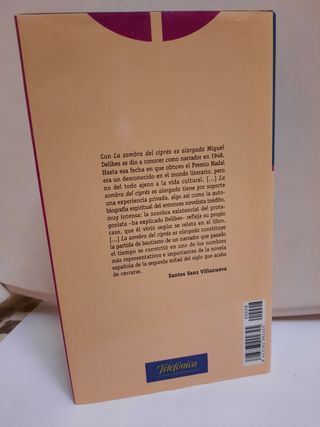 Con La sombra del ciprés es alargada Miguel
Delibes se dio a conocer como narrador en 1948.
Hasta esa fecha en que obtuvo el Premio Nadal
era un desconocido en el mundo literario, pero
no del todo ajeno a la vida cultural. [...] La
sombra del ciprés es alargada tiene por soporte
una experiencia privada, algo así como la auto-
biografía espiritual del entonces novelista inédito,
muy intensa: la zozobra existencial del prota-
gonista -ha explicado Delibes- refleja su propio
caso, que él vivió según se relata en el libro.
[...] La sombra del ciprés es alargada constituye
la partida de bautismo de un narrador que pasado
el tiempo se convirtió en uno de los nombres
más representativos e importantes de la novela
española de la segunda mitad del siglo que acaba
de cerrarse.
Santos Sanz Villanueva
Telefónica